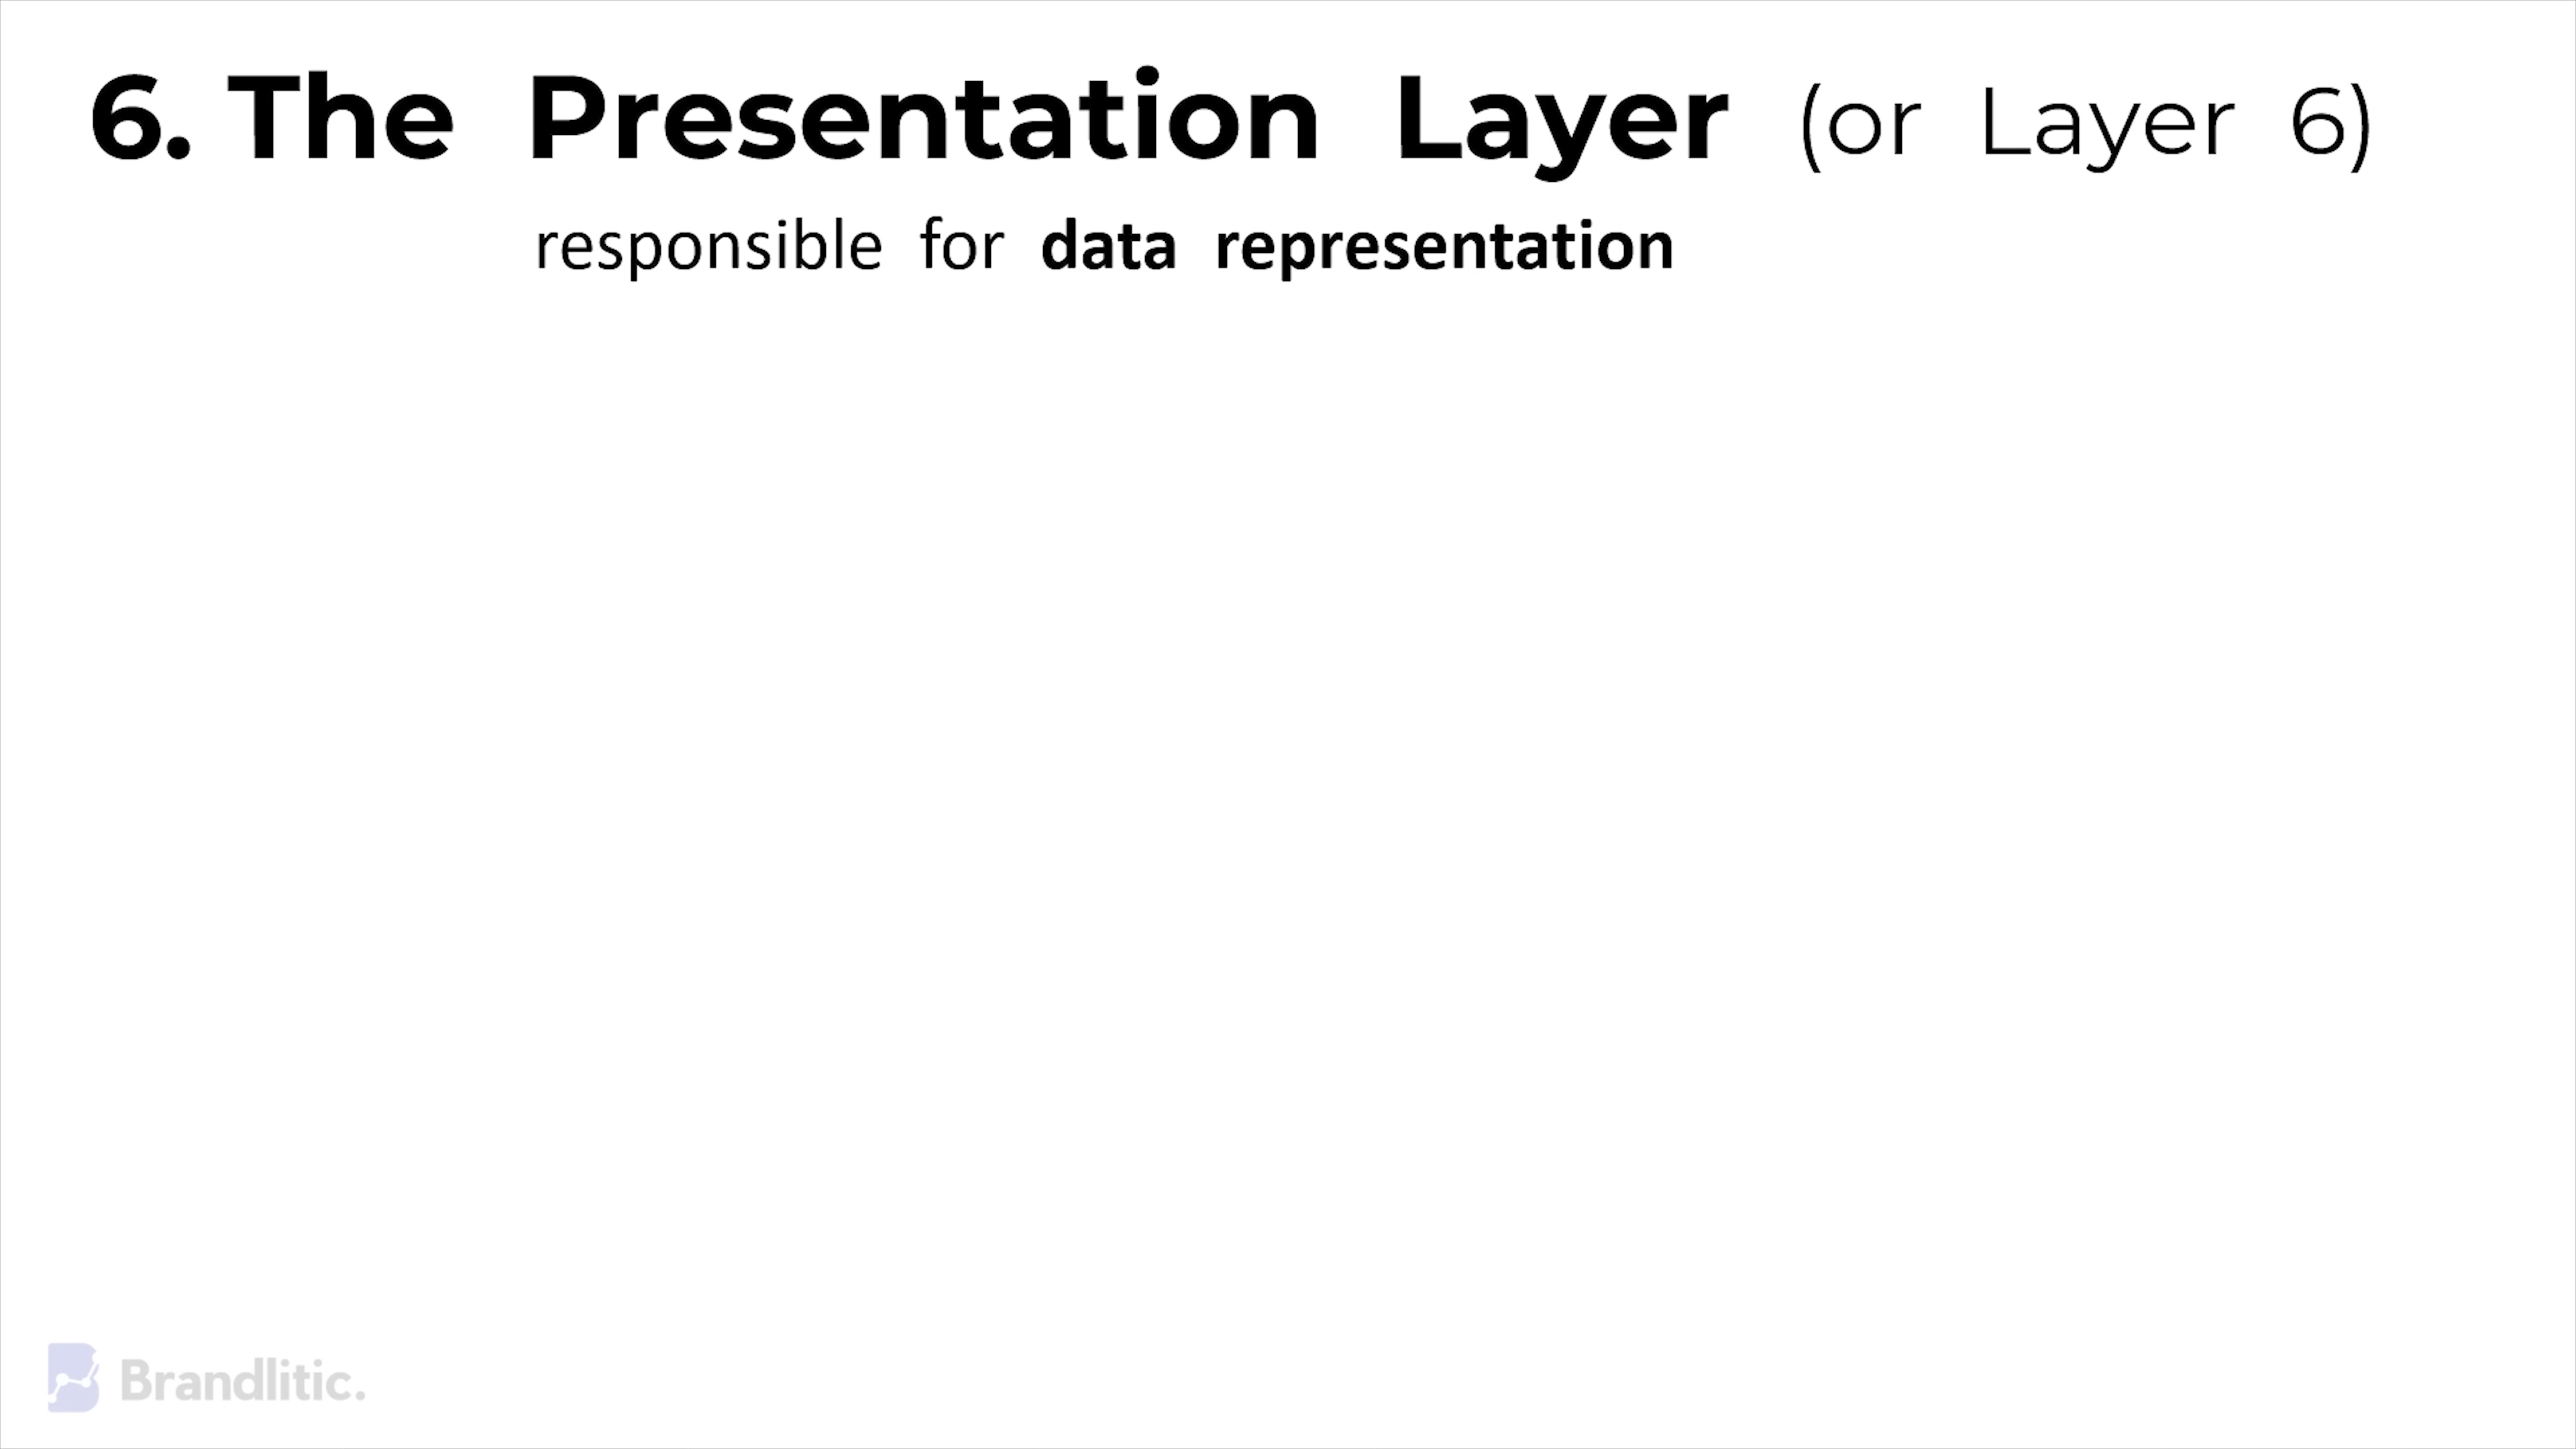 6. The Presentation Layer (or Layer 6)
responsible for data representation
Brandlitic.